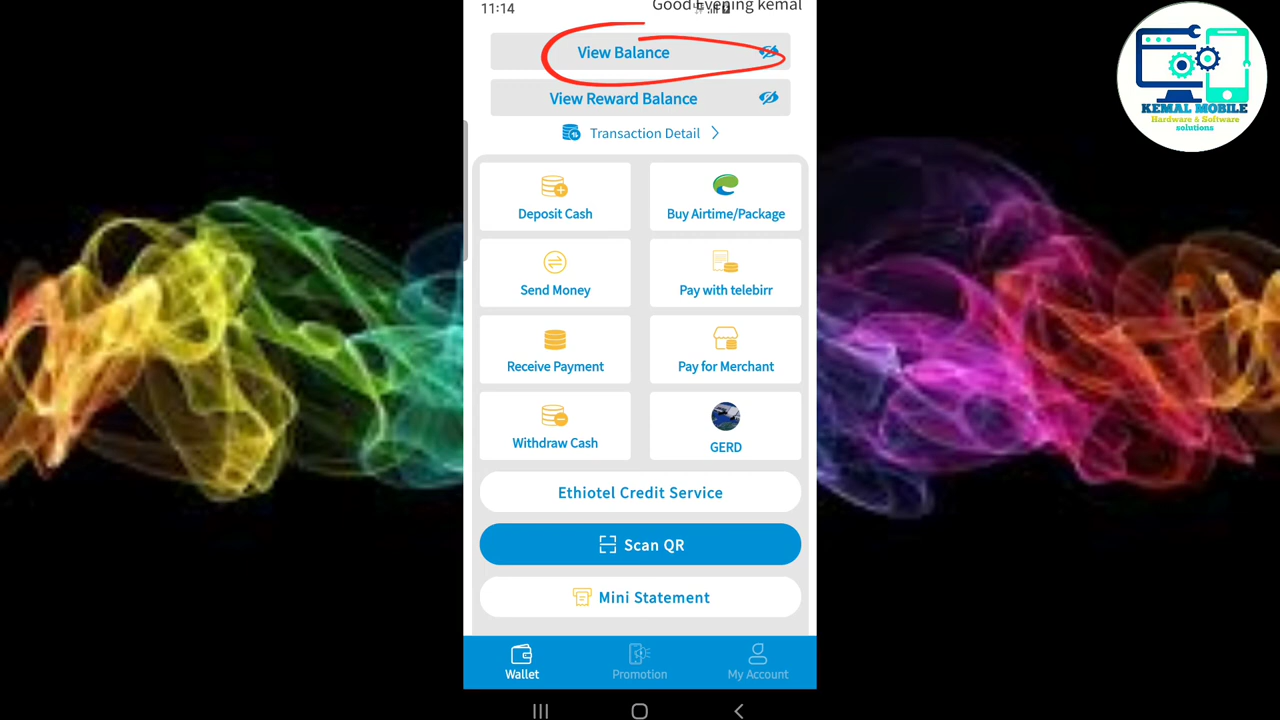 11:14
Good Evening kemal
View Balance
View Reward Balance
Transaction Detail
Deposit Cash
Buy Airtime/Package
Send Money
Pay with telebirr
Receive Payment
Pay for Merchant
Withdraw Cash
GERD
Ethiotel Credit Service
Scan QR
Mini Statement
Wallet
Promotion
My Account
KEMAL MOBILE
Hardware & Software
solutions